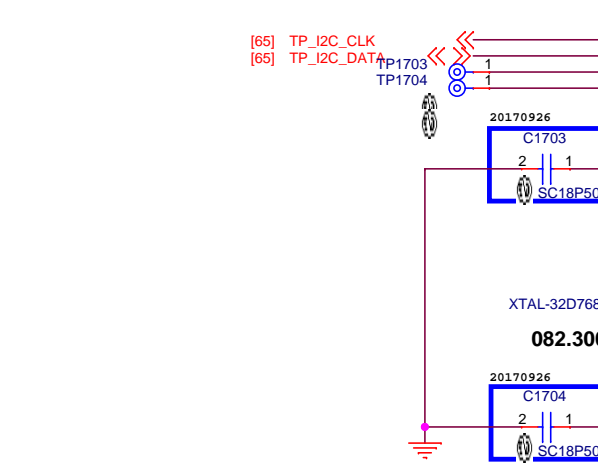 [65] TP_I2C_CLK
[65] TP_I2C_DATA
TP1703 1
TP1704 1
20170926
C1703
2 1
SC18P50
XTAL-32D768
082.300
20170926
C1704
2 1
SC18P50